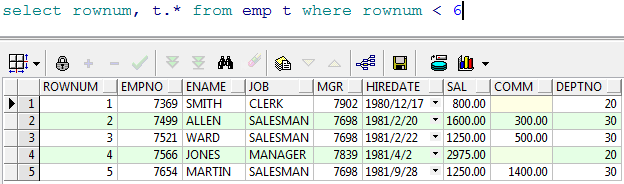 select rownum, t.* from emp t where rownum < 6
ROWNUM EMPNO ENAME JOB MGR HIREDATE SAL COMM DEPTNO
1 1 7369 SMITH CLERK 7902 1980/12/17 800.00 20
2 2 7499 ALLEN SALESMAN 7698 1981/2/20 1600.00 300.00 30
3 3 7521 WARD SALESMAN 7698 1981/2/22 1250.00 500.00 30
4 4 7566 JONES MANAGER 7839 1981/4/2 2975.00 20
5 5 7654 MARTIN SALESMAN 7698 1981/9/28 1250.00 1400.00 30